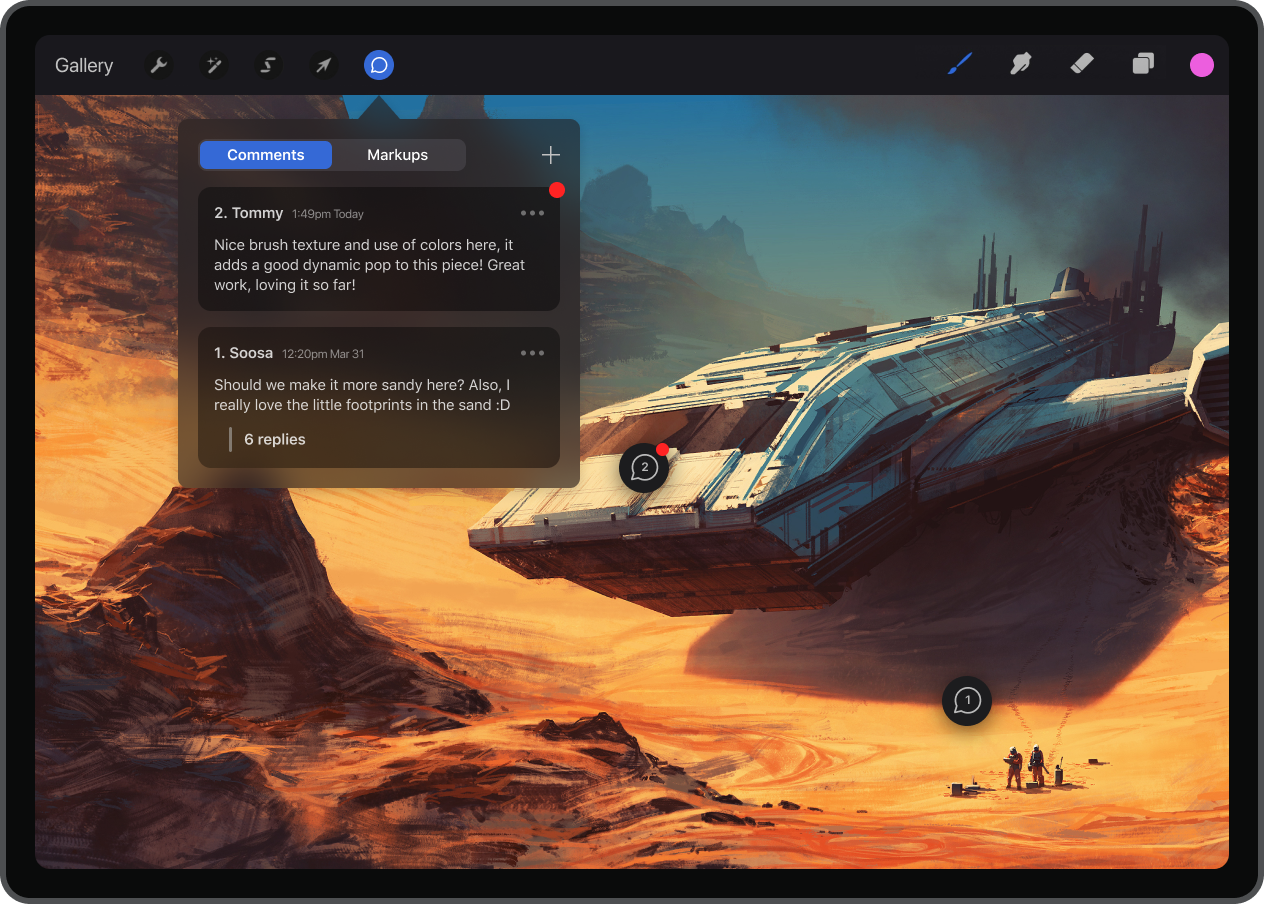 Gallery
Comments
Markups
2. Tommy 1:49pm Today
Nice brush texture and use of colors here, it
adds a good dynamic pop to this piece! Great
work, loving it so far!
1. Soosa 12:20pm Mar 31
Should we make it more sandy here? Also, I
really love the little footprints in the sand :D
6 replies
2
1